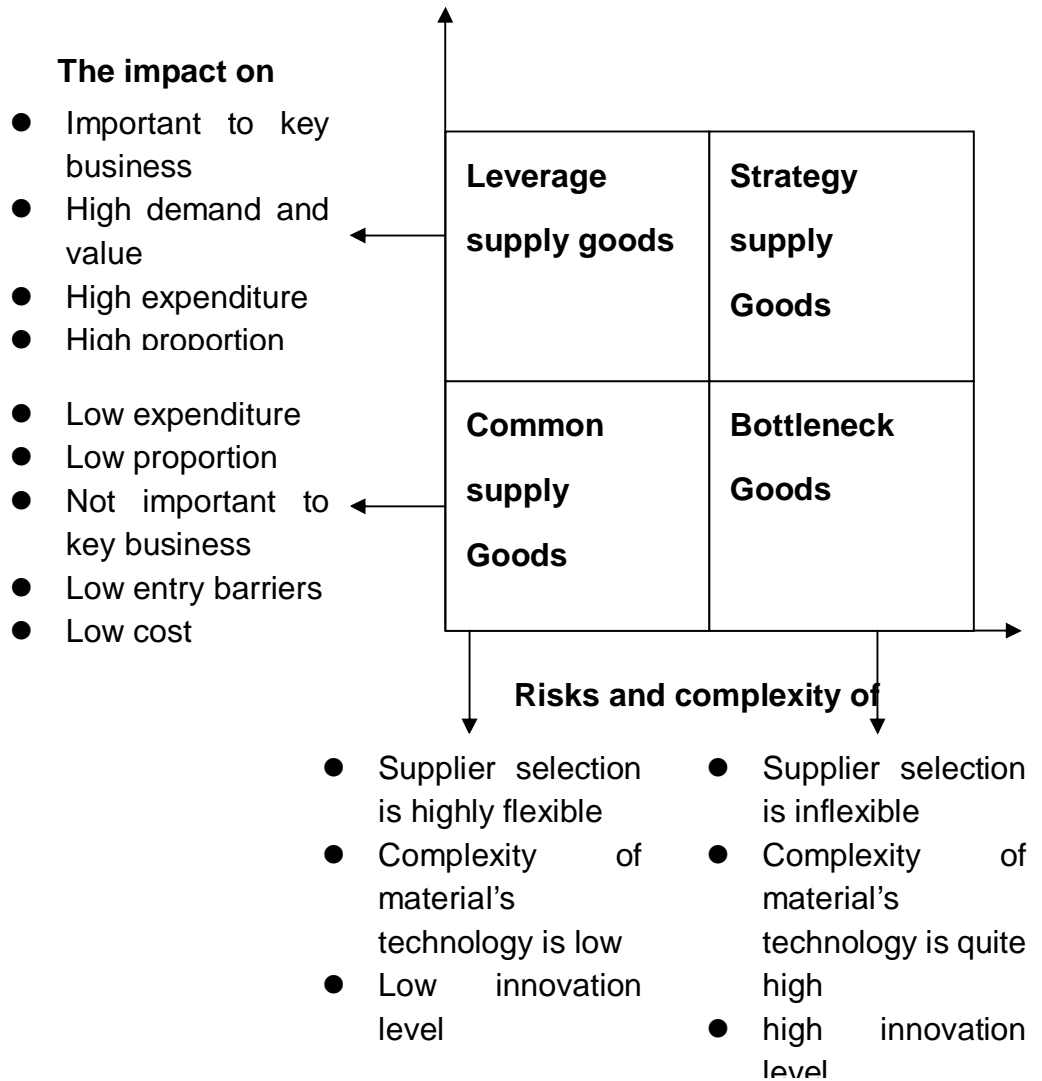 The impact on
● Important to key
business
● High demand and
value
● High expenditure
● High proportion
● Low expenditure
● Low proportion
● Not important to
key business
● Low entry barriers
● Low cost
Leverage
supply goods
Strategy
supply
Goods
Common
supply
Goods
Bottleneck
Goods
Risks and complexity of
● Supplier selection
is highly flexible
● Complexity of
material’s
technology is low
● Low innovation
level
● Supplier selection
is inflexible
● Complexity of
material’s
technology is quite
high
● high innovation
level